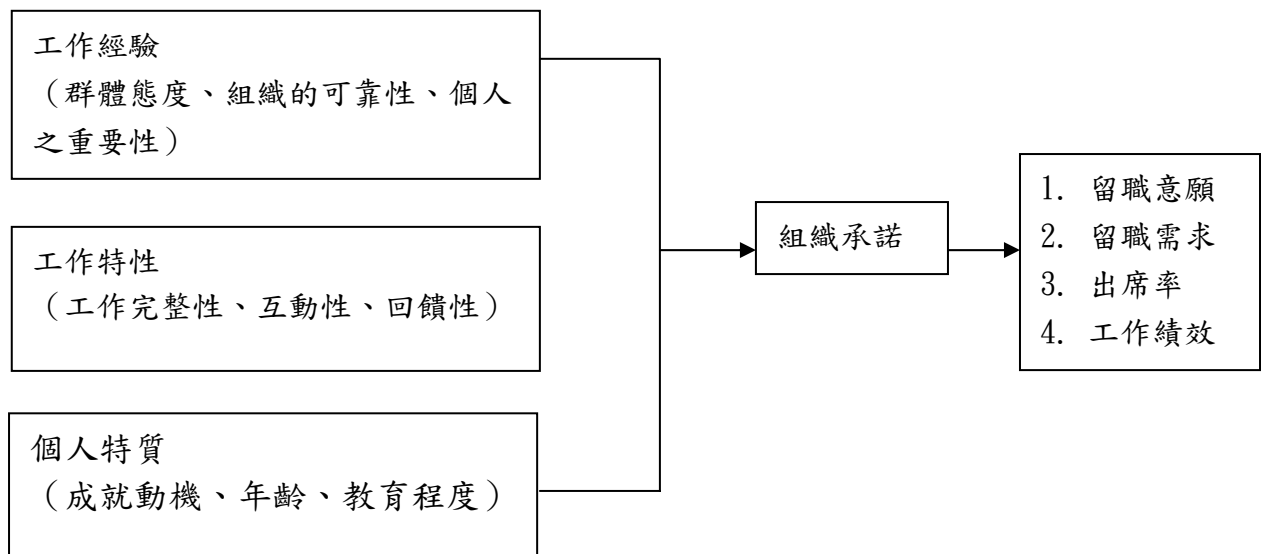 工作經驗
（群體態度、組織的可靠性、個人
之重要性）
工作特性
（工作完整性、互動性、回饋性）
個人特質
（成就動機、年齡、教育程度）
組織承諾
1. 留職意願
2. 留職需求
3. 出席率
4. 工作績效